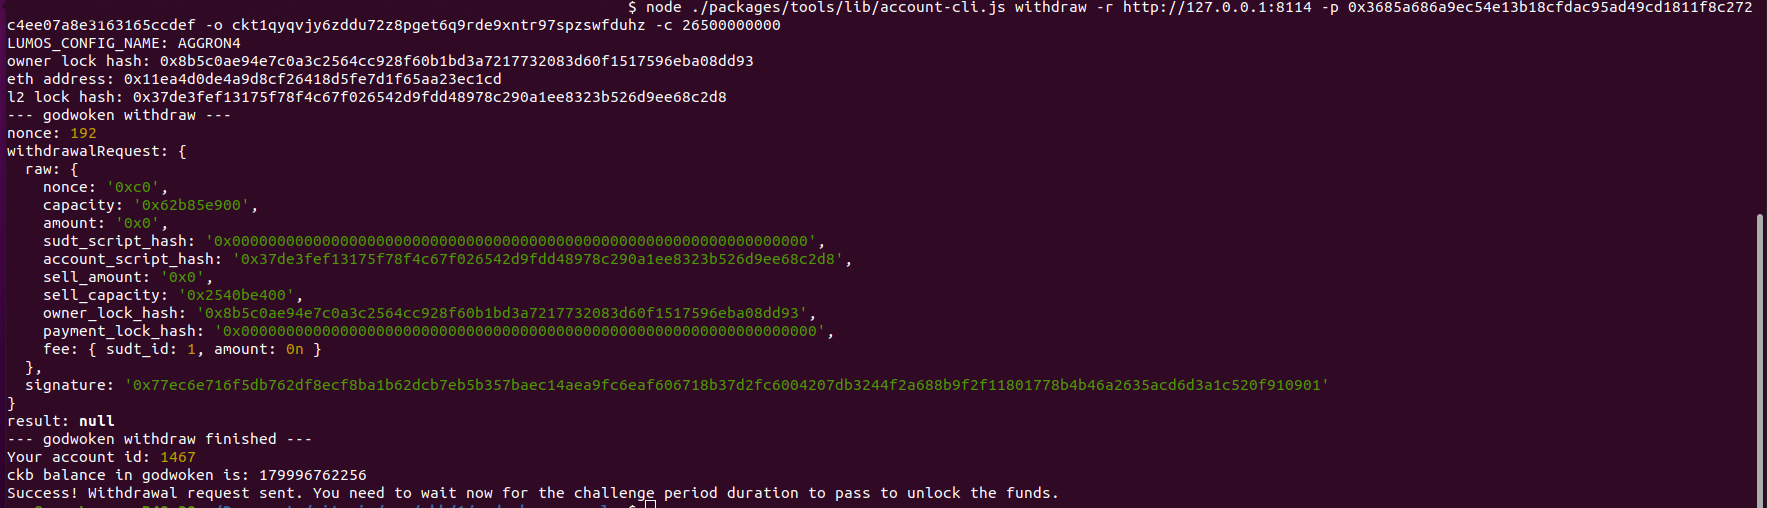 $ node ./packages/tools/lib/account-cli.js withdraw -r http://127.0.0.1:8114 -p 0x3685a686a9ec54e13b18cfdac95ad49cd1811f8c272
c4ee07a8e3163165ccdef -o ckt1qyqvjy6zddu72z8pget6q9rde9xntr97spzswfduhz -c 26500000000
LUMOS_CONFIG_NAME: AGGRON4
owner lock hash: 0x8b5c0ae94e7c0a3c2564cc928f60b1bd3a7217732083d60f1517596eba08dd93
eth address: 0x11ea4d0de4a9d8cf26418d5fe7d1f65aa23ec1cd
l2 lock hash: 0x37de3fef13175f78f4c67f026542d9fdd48978c290a1ee8323b526d9ee68c2d8
--- godwoken withdraw ---
nonce: 192
withdrawalRequest: {
  raw: {
    nonce: '0xc0',
    capacity: '0x62b85e900',
    amount: '0x0',
    sudt_script_hash: '0x0000000000000000000000000000000000000000000000000000000000000000',
    account_script_hash: '0x37de3fef13175f78f4c67f026542d9fdd48978c290a1ee8323b526d9ee68c2d8',
    sell_amount: '0x0',
    sell_capacity: '0x2540be400',
    owner_lock_hash: '0x8b5c0ae94e7c0a3c2564cc928f60b1bd3a7217732083d60f1517596eba08dd93',
    payment_lock_hash: '0x0000000000000000000000000000000000000000000000000000000000000000',
    fee: { sudt_id: 1, amount: 0n }
  },
  signature: '0x77ec6e716f5db762df8ecf8ba1b62dcb7eb5b357baec14aea9fc6eaf606718b37d2fc6004207db3244f2a688b9f2f11801778b4b46a2635acd6d3a1c520f910901'
}
result: null
--- godwoken withdraw finished ---
Your account id: 1467
ckb balance in godwoken is: 179996762256
Success! Withdrawal request sent. You need to wait now for the challenge period duration to pass to unlock the funds.